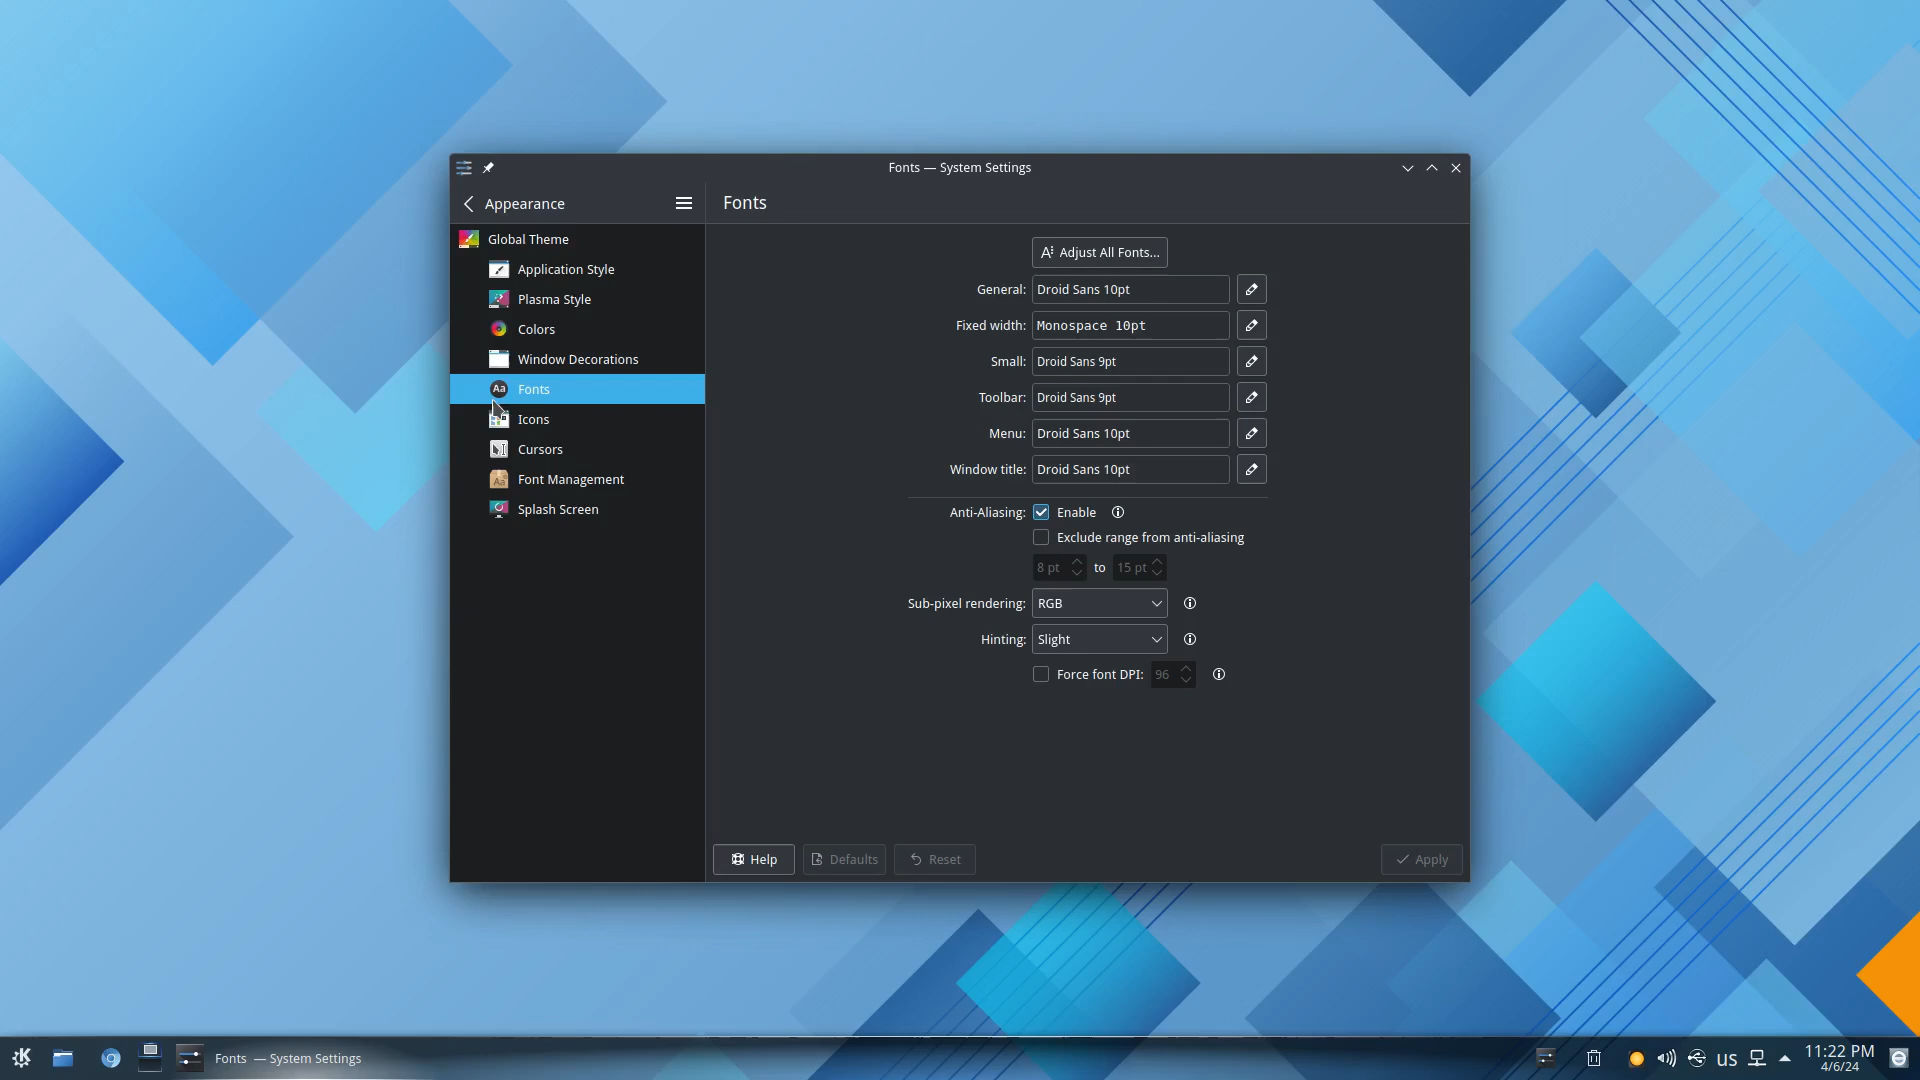 Fonts — System Settings
Appearance
Fonts
Global Theme
Application Style
Plasma Style
Colors
Window Decorations
Aa Fonts
Icons
Cursors
Aa Font Management
Splash Screen
Adjust All Fonts...
General: Droid Sans 10pt
Fixed width: Monospace 10pt
Small: Droid Sans 9pt
Toolbar: Droid Sans 9pt
Menu: Droid Sans 10pt
Window title: Droid Sans 10pt
Anti-Aliasing: Enable
Exclude range from anti-aliasing
8 pt to 15 pt
Sub-pixel rendering: RGB
Hinting: Slight
Force font DPI: 96
Help Defaults Reset Apply
Fonts — System Settings
us
11:22 PM
4/6/24